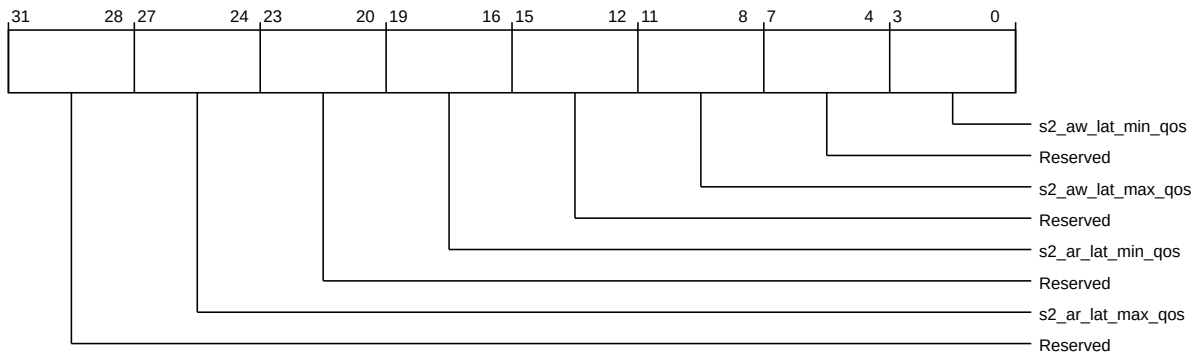 31 28 27 24 23 20 19 16 15 12 11 8 7 4 3 0
s2_aw_lat_min_qos
Reserved
s2_aw_lat_max_qos
Reserved
s2_ar_lat_min_qos
Reserved
s2_ar_lat_max_qos
Reserved